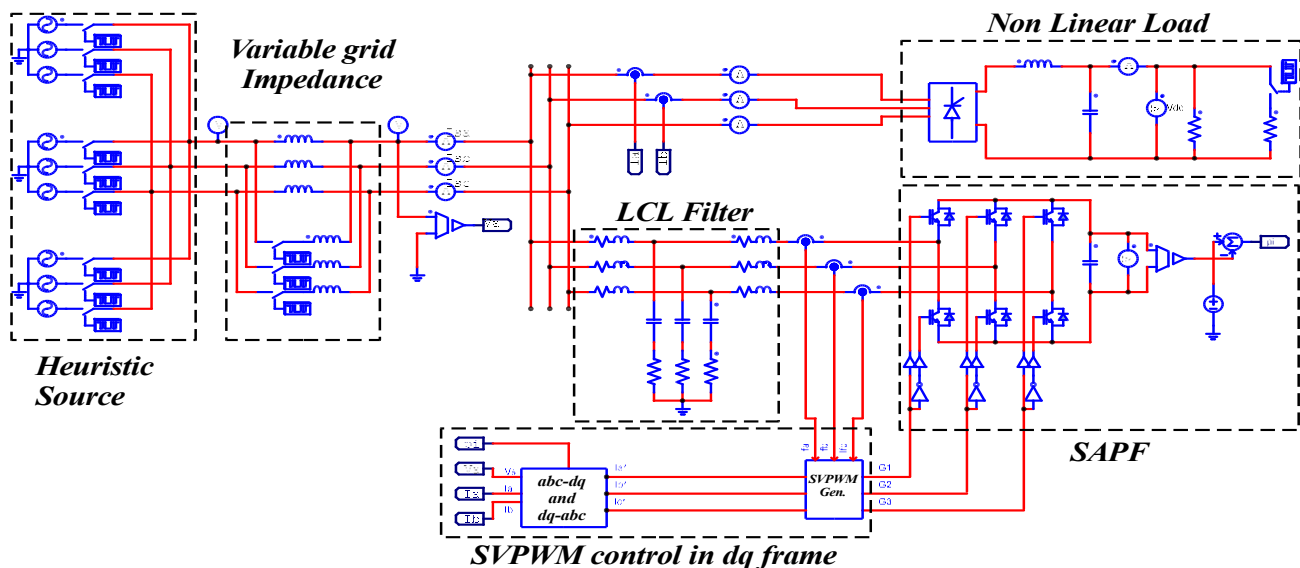 Non Linear Load
Variable grid
Impedance
Vdc
LCL Filter
Heuristic
Source
SAPF
Vs
Ia
Ib
abc-dq
and
dq-abc
SVPWM
Gen.
G1
G2
G3
SVPWM control in dq frame